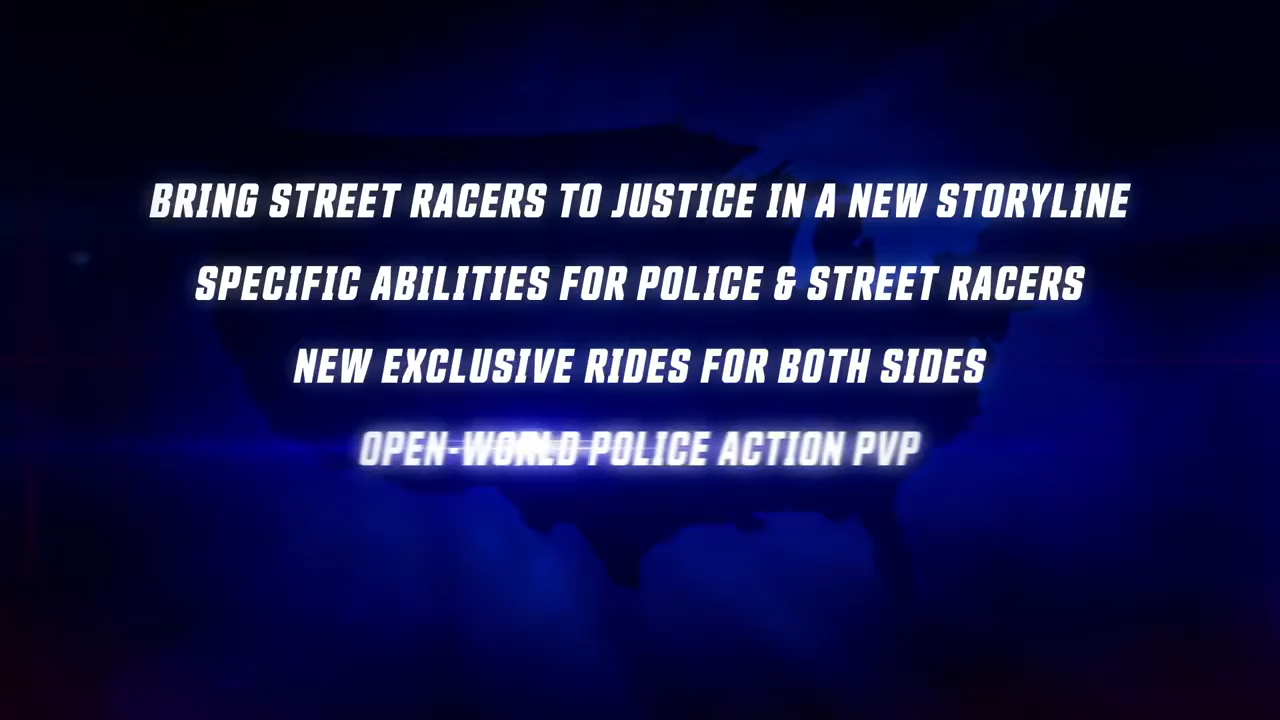 BRING STREET RACERS TO JUSTICE IN A NEW STORYLINE
SPECIFIC ABILITIES FOR POLICE & STREET RACERS
NEW EXCLUSIVE RIDES FOR BOTH SIDES
OPEN-WORLD POLICE ACTION PVP